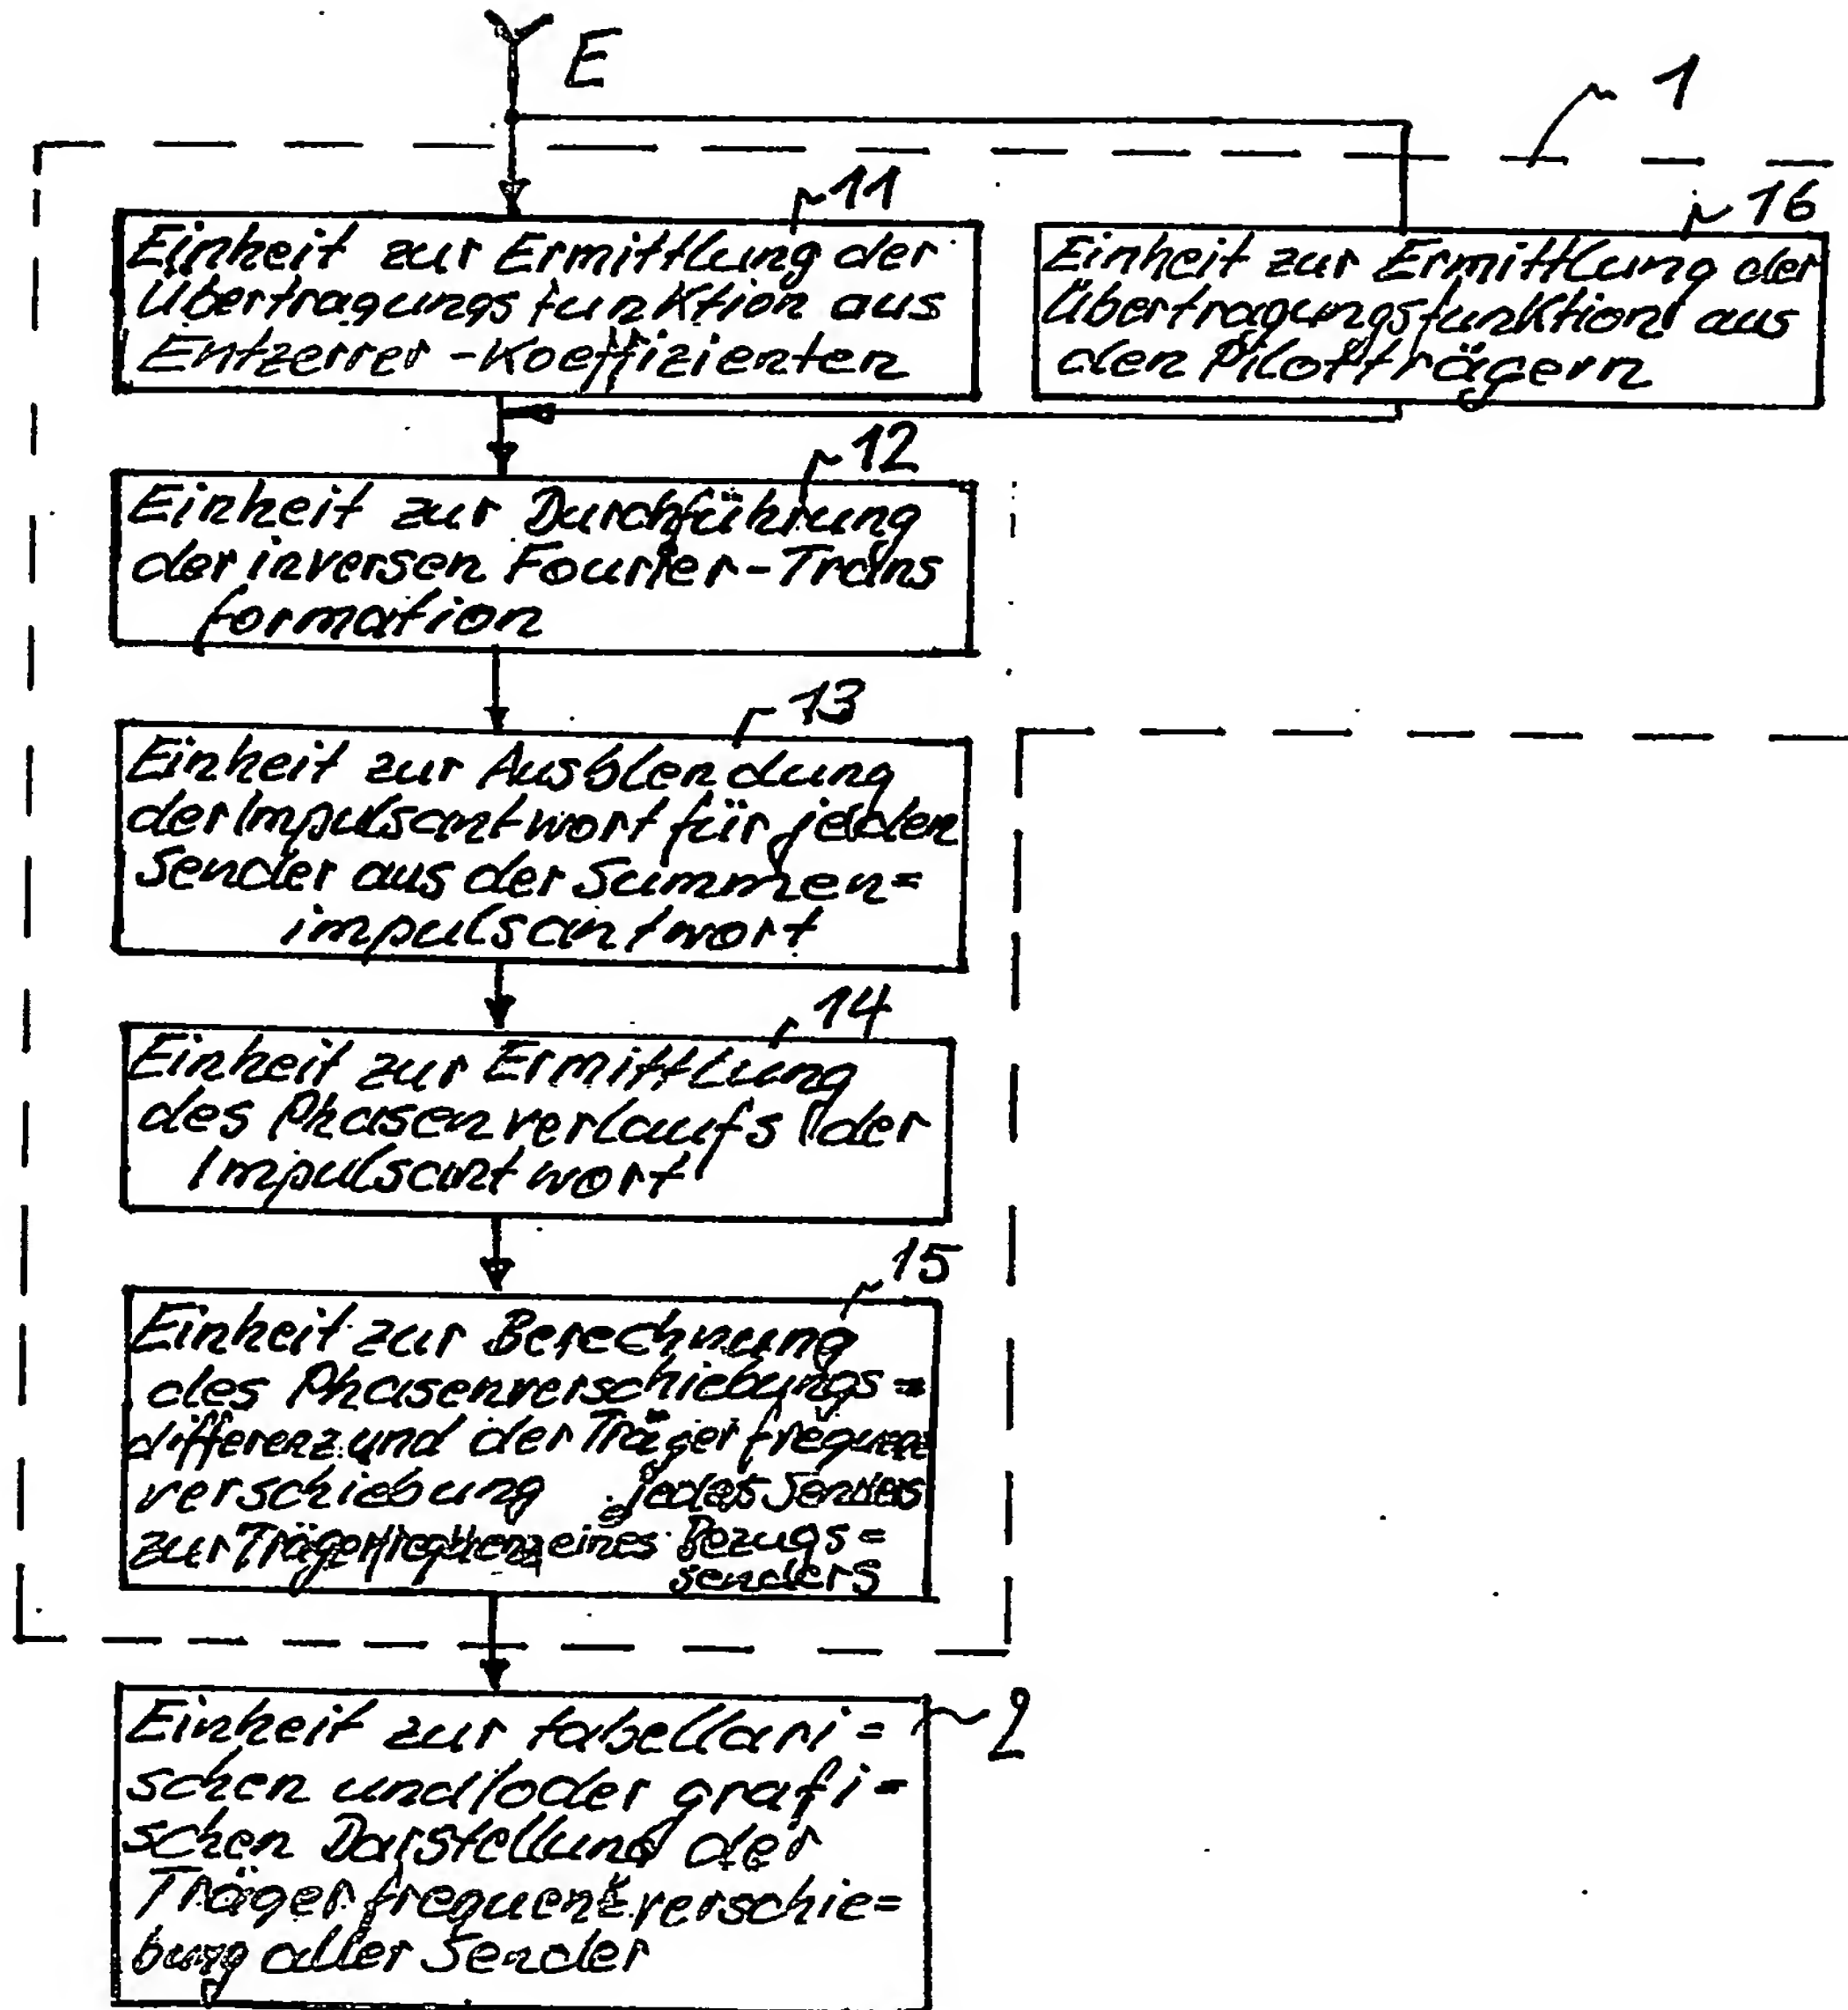 E
1
11
Einheit zur Ermittlung der
Übertragungsfunktion aus
Entzerrer-Koeffizienten
16
Einheit zur Ermittlung der
Übertragungsfunktion aus
den Pilotträgern
12
Einheit zur Durchführung
der inversen Fourier-Trans
formation
13
Einheit zur Ausblendung
der Impulsantwort für jeden
Sender aus der Summen=
impulsantwort
14
Einheit zur Ermittlung
des Phasenverlaufs der
Impulsantwort
15
Einheit zur Berechnung
des Phasenverschiebungs=
differenz und der Trägerfrequenz
verschiebung jedes Senders
zur Trägerfrequenz eines Bezugs=
senders
2
Einheit zur tabellari=
schen und/oder grafi=
schen Darstellung der
Trägerfrequenzverschie=
bung aller Sender